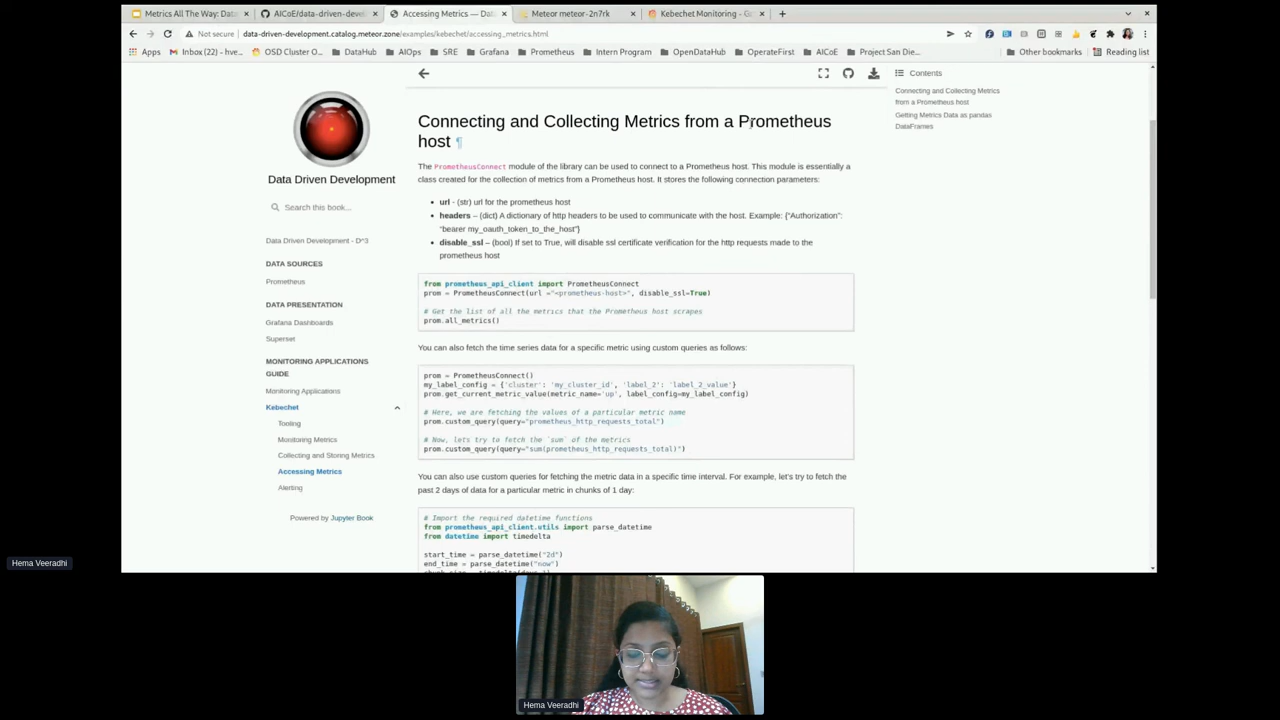 Metrics All The Way: Data
AICoE/data-driven-devel
Accessing Metrics — Data
Meteor meteor-2n7rk
Kebechet Monitoring - Gr
Not secure | data-driven-development.catalog.meteor.zone/examples/kebechet/accessing_metrics.html
Apps
Inbox (22) – hve...
OSD Cluster O...
DataHub
AIOps
SRE
Grafana
Prometheus
Intern Program
OpenDataHub
OperateFirst
AICoE
Project San Die...
Other bookmarks
Reading list
Data Driven Development
Search this book...
Data Driven Development - D^3
DATA SOURCES
Prometheus
DATA PRESENTATION
Grafana Dashboards
Superset
MONITORING APPLICATIONS
GUIDE
Monitoring Applications
Kebechet
Tooling
Monitoring Metrics
Collecting and Storing Metrics
Accessing Metrics
Alerting
Powered by Jupyter Book
Connecting and Collecting Metrics from a Prometheus
host ¶
The PrometheusConnect module of the library can be used to connect to a Prometheus host. This module is essentially a
class created for the collection of metrics from a Prometheus host. It stores the following connection parameters:
• url - (str) url for the prometheus host
• headers – (dict) A dictionary of http headers to be used to communicate with the host. Example: {"Authorization":
"bearer my_oauth_token_to_the_host"}
• disable_ssl – (bool) If set to True, will disable ssl certificate verification for the http requests made to the
prometheus host
from prometheus_api_client import PrometheusConnect
prom = PrometheusConnect(url ="<prometheus-host>", disable_ssl=True)
# Get the list of all the metrics that the Prometheus host scrapes
prom.all_metrics()
You can also fetch the time series data for a specific metric using custom queries as follows:
prom = PrometheusConnect()
my_label_config = {'cluster': 'my_cluster_id', 'label_2': 'label_2_value'}
prom.get_current_metric_value(metric_name='up', label_config=my_label_config)
# Here, we are fetching the values of a particular metric name
prom.custom_query(query="prometheus_http_requests_total")
# Now, lets try to fetch the `sum` of the metrics
prom.custom_query(query="sum(prometheus_http_requests_total)")
You can also use custom queries for fetching the metric data in a specific time interval. For example, let's try to fetch the
past 2 days of data for a particular metric in chunks of 1 day:
# Import the required datetime functions
from prometheus_api_client.utils import parse_datetime
from datetime import timedelta
start_time = parse_datetime("2d")
end_time = parse_datetime("now")
Contents
Connecting and Collecting Metrics
from a Prometheus host
Getting Metrics Data as pandas
DataFrames
Hema Veeradhi
Hema Veeradhi